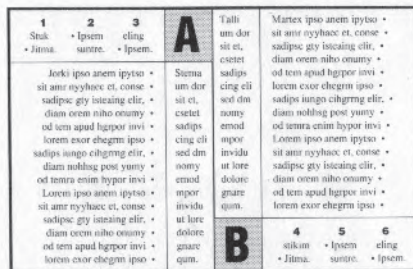 1 2 3
Stuk • Ipsem eling
• Jitma. suntre. • Ipsem.
A
Jorki ipso anem ipytso •
sit amr nyyhaec et, conse •
sadipsc gty isteaing elir, •
diam orem niho onumy •
od tem apud hgrpor invi •
lorem exor ehegrm ipso •
sadips iungo cihgrmg elir, •
diam nohhsg post yumy •
od temra enim hypor invi •
Lorem ipso anem ipytso •
sit amr nyyhaec et, conse •
sadipsc gty isteaing elir, •
diam orem niho onumy •
od tem apud hgrpor invi •
lorem exor ehegrm ipso •
Stema
um dor
sit et,
csetet
sadips
cing eli
sed dm
nomy
emod
mpor
invidu
ut lore
dolore
gnare
qum.
Talli
um dor
sit et,
csetet
sadips
cing eli
sed dm
nomy
emod
mpor
invidu
ut lore
dolore
gnare
qum.
Martex ipso anem ipytso •
sit amr nyyhaec et, conse •
sadipsc gty isteaing elir, •
diam orem niho onumy •
od tem apud hgrpor invi •
lorem exor ehegrm ipso •
sadips iungo cihgrmg elir, •
diam nohhsg post yumy •
od temra enim hypor invi •
Lorem ipso anem ipytso •
sit amr nyyhaec et, conse •
sadipsc gty isteaing elir, •
diam orem niho onumy •
od tem apud hgrpor invi •
lorem exor ehegrm ipso •
B
4 5 6
stikim • Ipsem eling
• Jitma. suntre. • Ipsem.